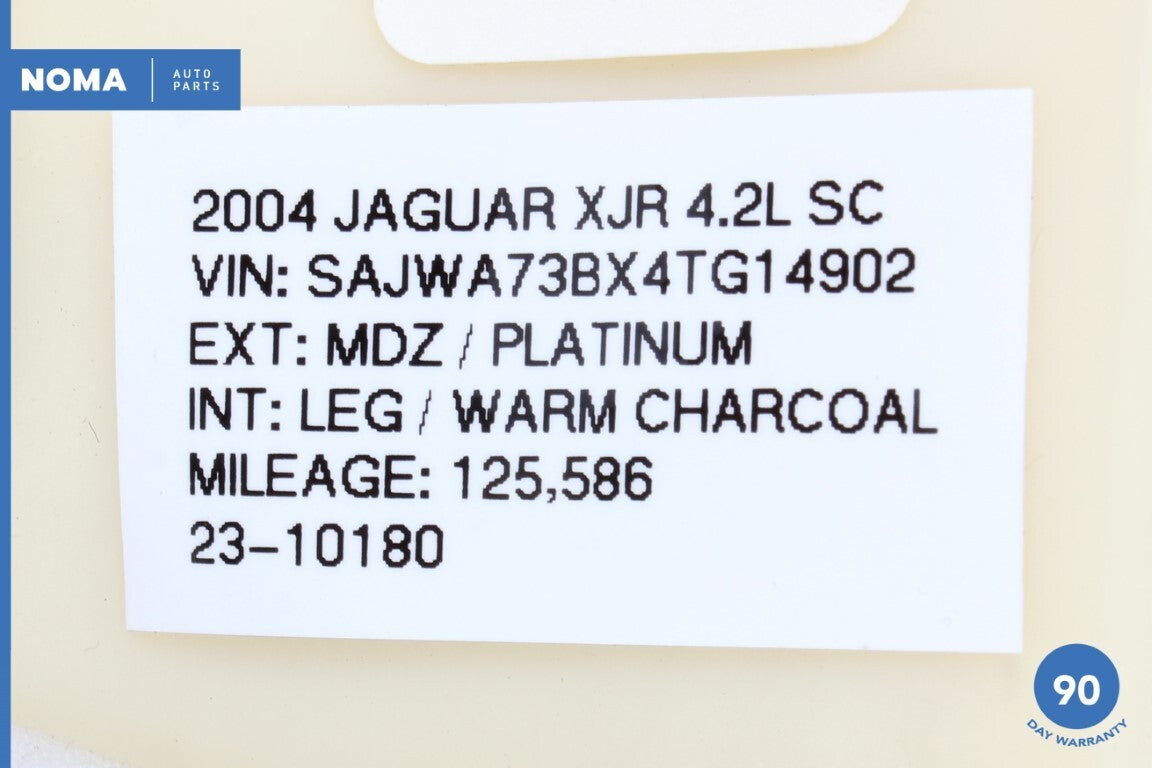 NOMA AUTO PARTS
2004 JAGUAR XJR 4.2L SC
VIN: SAJWA73BX4TG14902
EXT: MDZ / PLATINUM
INT: LEG / WARM CHARCOAL
MILEAGE: 125,586
23-10180
90
DAY WARRANTY